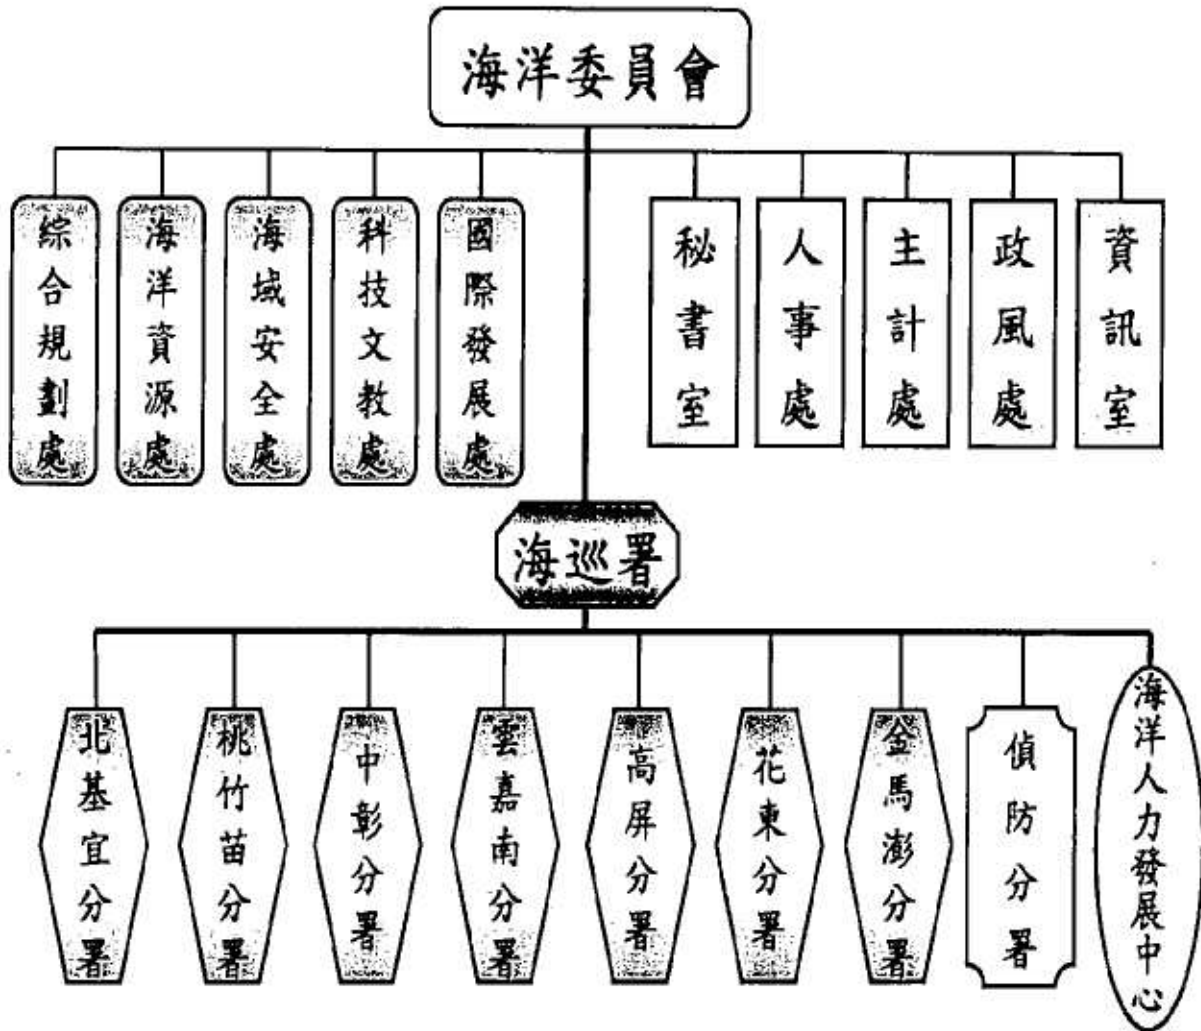 海洋委員會
綜合規劃處
海洋資源處
海域安全處
科技文教處
國際發展處
秘書室
人事處
主計處
政風處
資訊室
海巡署
北基宜分署
桃竹苗分署
中彰分署
雲嘉南分署
高屏分署
花東分署
金馬澎分署
偵防分署
海洋人力發展中心